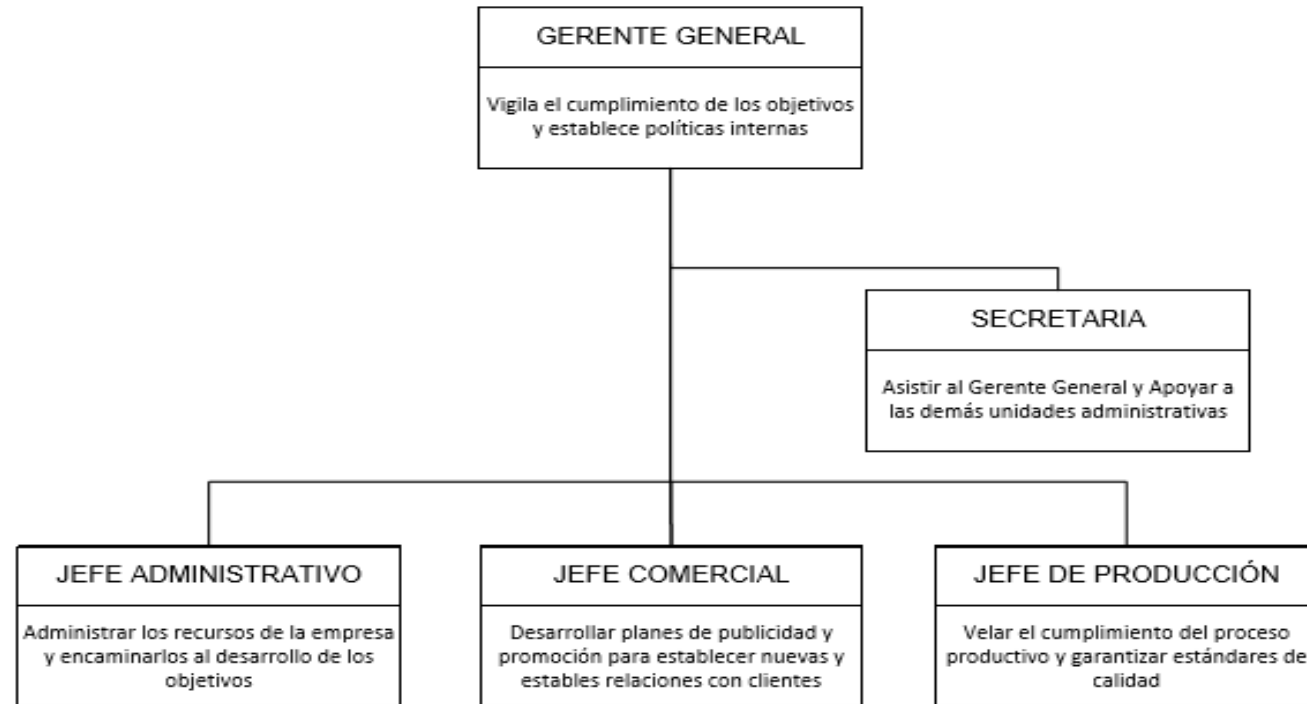 GERENTE GENERAL
Vigila el cumplimiento de los objetivos
y establece políticas internas
SECRETARIA
Asistir al Gerente General y Apoyar a
las demás unidades administrativas
JEFE ADMINISTRATIVO
Administrar los recursos de la empresa
y encaminarlos al desarrollo de los
objetivos
JEFE COMERCIAL
Desarrollar planes de publicidad y
promoción para establecer nuevas y
estables relaciones con clientes
JEFE DE PRODUCCIÓN
Velar el cumplimiento del proceso
productivo y garantizar estándares de
calidad